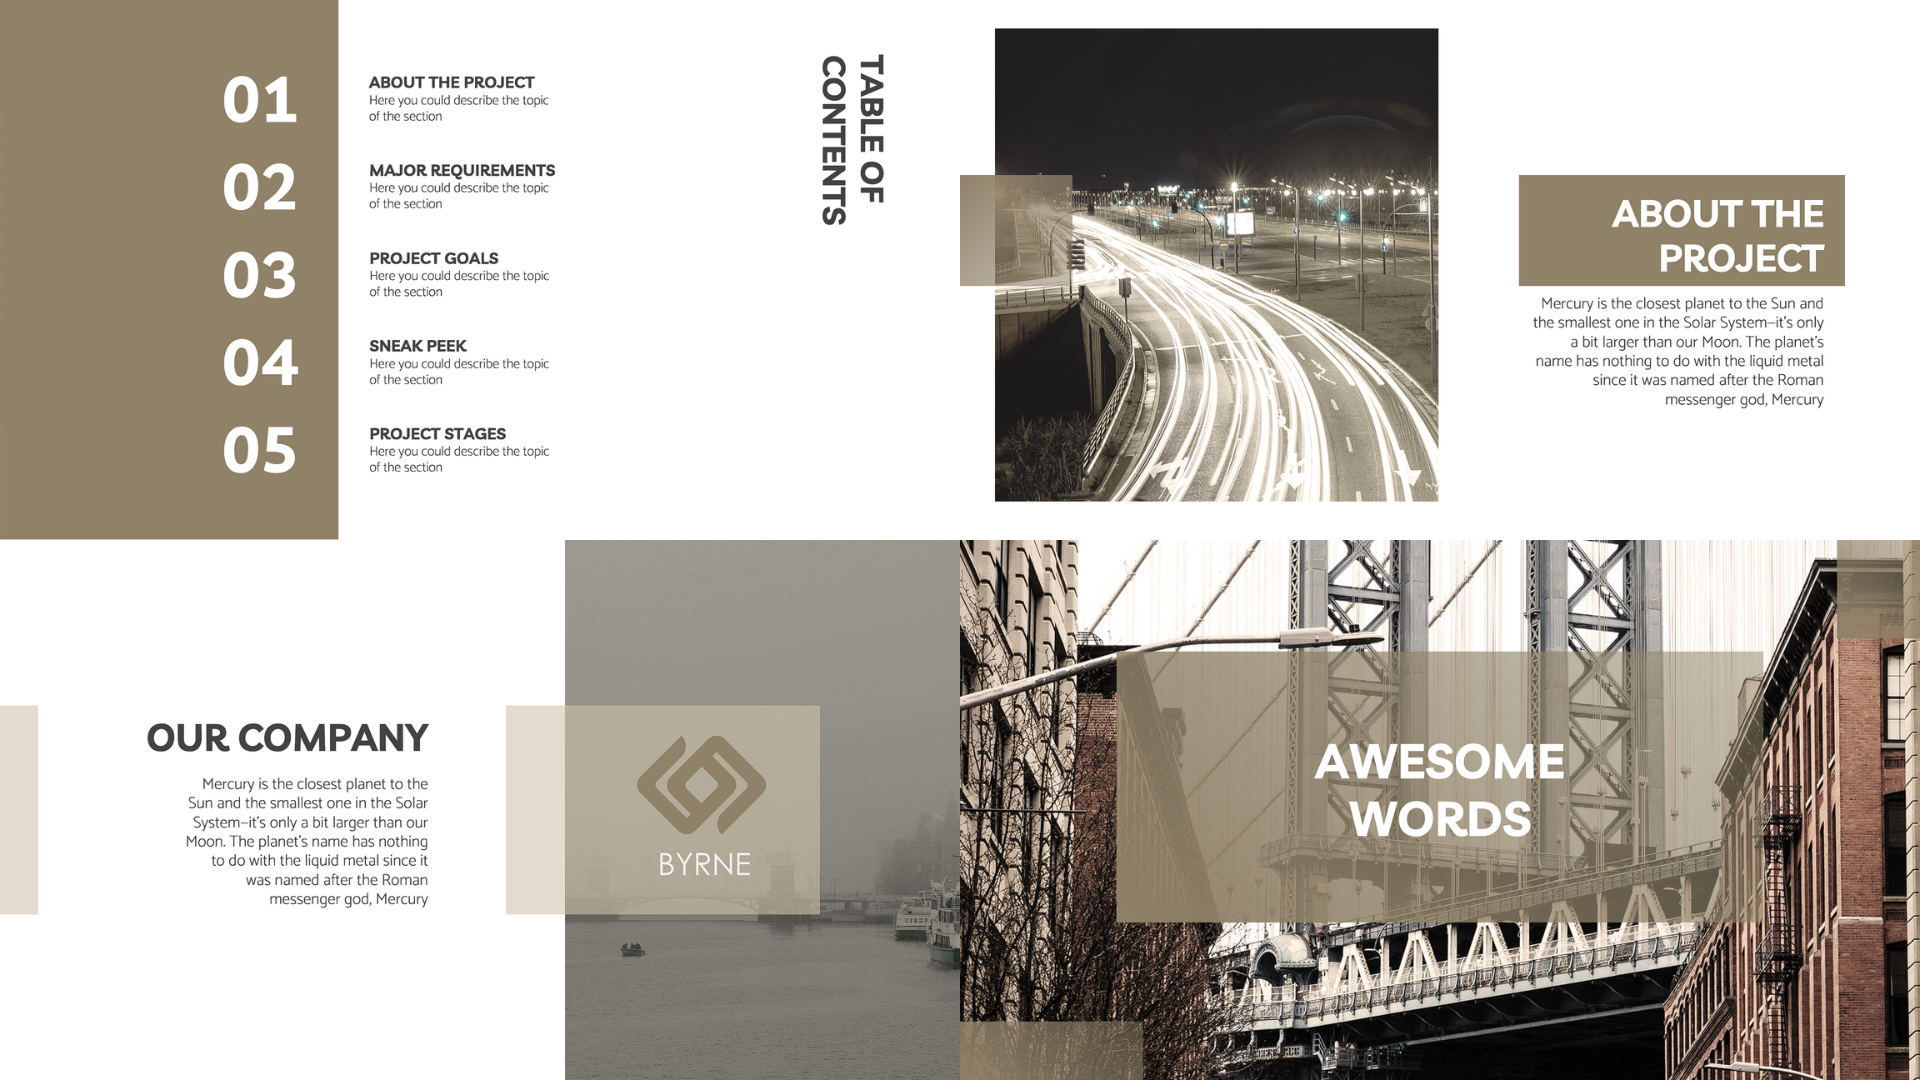 01
ABOUT THE PROJECT
Here you could describe the topic
of the section
02
MAJOR REQUIREMENTS
Here you could describe the topic
of the section
03
PROJECT GOALS
Here you could describe the topic
of the section
04
SNEAK PEEK
Here you could describe the topic
of the section
05
PROJECT STAGES
Here you could describe the topic
of the section
TABLE OF
CONTENTS
ABOUT THE
PROJECT
Mercury is the closest planet to the Sun and
the smallest one in the Solar System–it's only
a bit larger than our Moon. The planet's
name has nothing to do with the liquid metal
since it was named after the Roman
messenger god, Mercury
OUR COMPANY
Mercury is the closest planet to the
Sun and the smallest one in the Solar
System–it's only a bit larger than our
Moon. The planet's name has nothing
to do with the liquid metal since it
was named after the Roman
messenger god, Mercury
BYRNE
AWESOME
WORDS